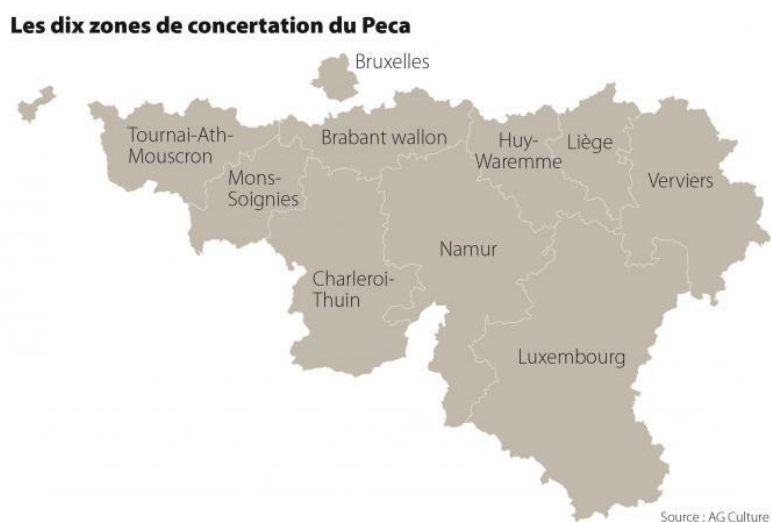 Les dix zones de concertation du Peca
Bruxelles
Tournai-Ath-
Mouscron
Brabant wallon
Huy-
Waremme
Liège
Mons-
Soignies
Verviers
Namur
Charleroi-
Thuin
Luxembourg
Source : AG Culture